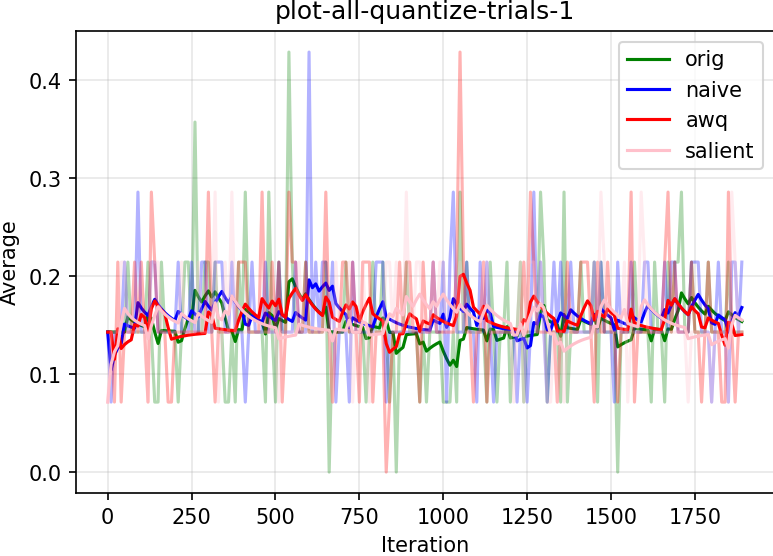 plot-all-quantize-trials-1
orig
naive
awq
salient
0.4
0.3
0.2
0.1
0.0
Average
0
250
500
750
1000
1250
1500
1750
Iteration